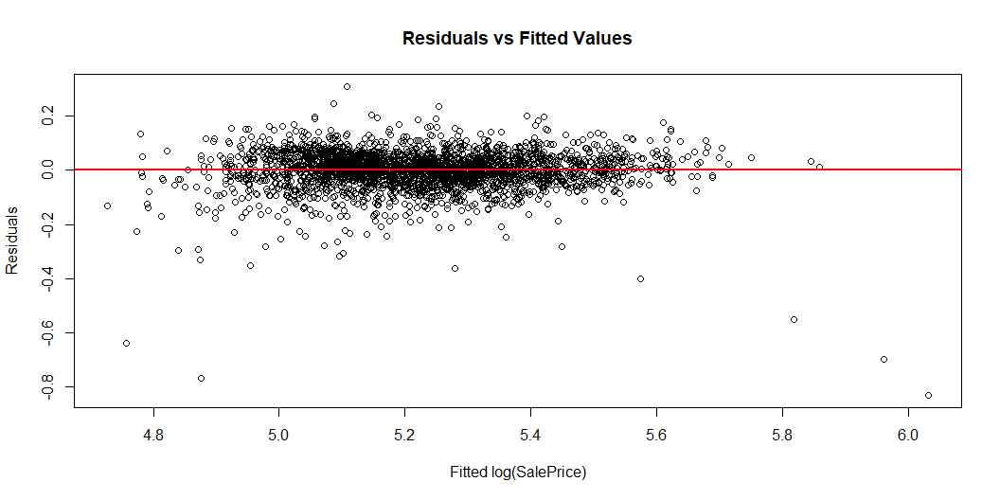 Residuals vs Fitted Values
Residuals
0.2
0.0
-0.2
-0.4
-0.6
-0.8
4.8 5.0 5.2 5.4 5.6 5.8 6.0
Fitted log(SalePrice)